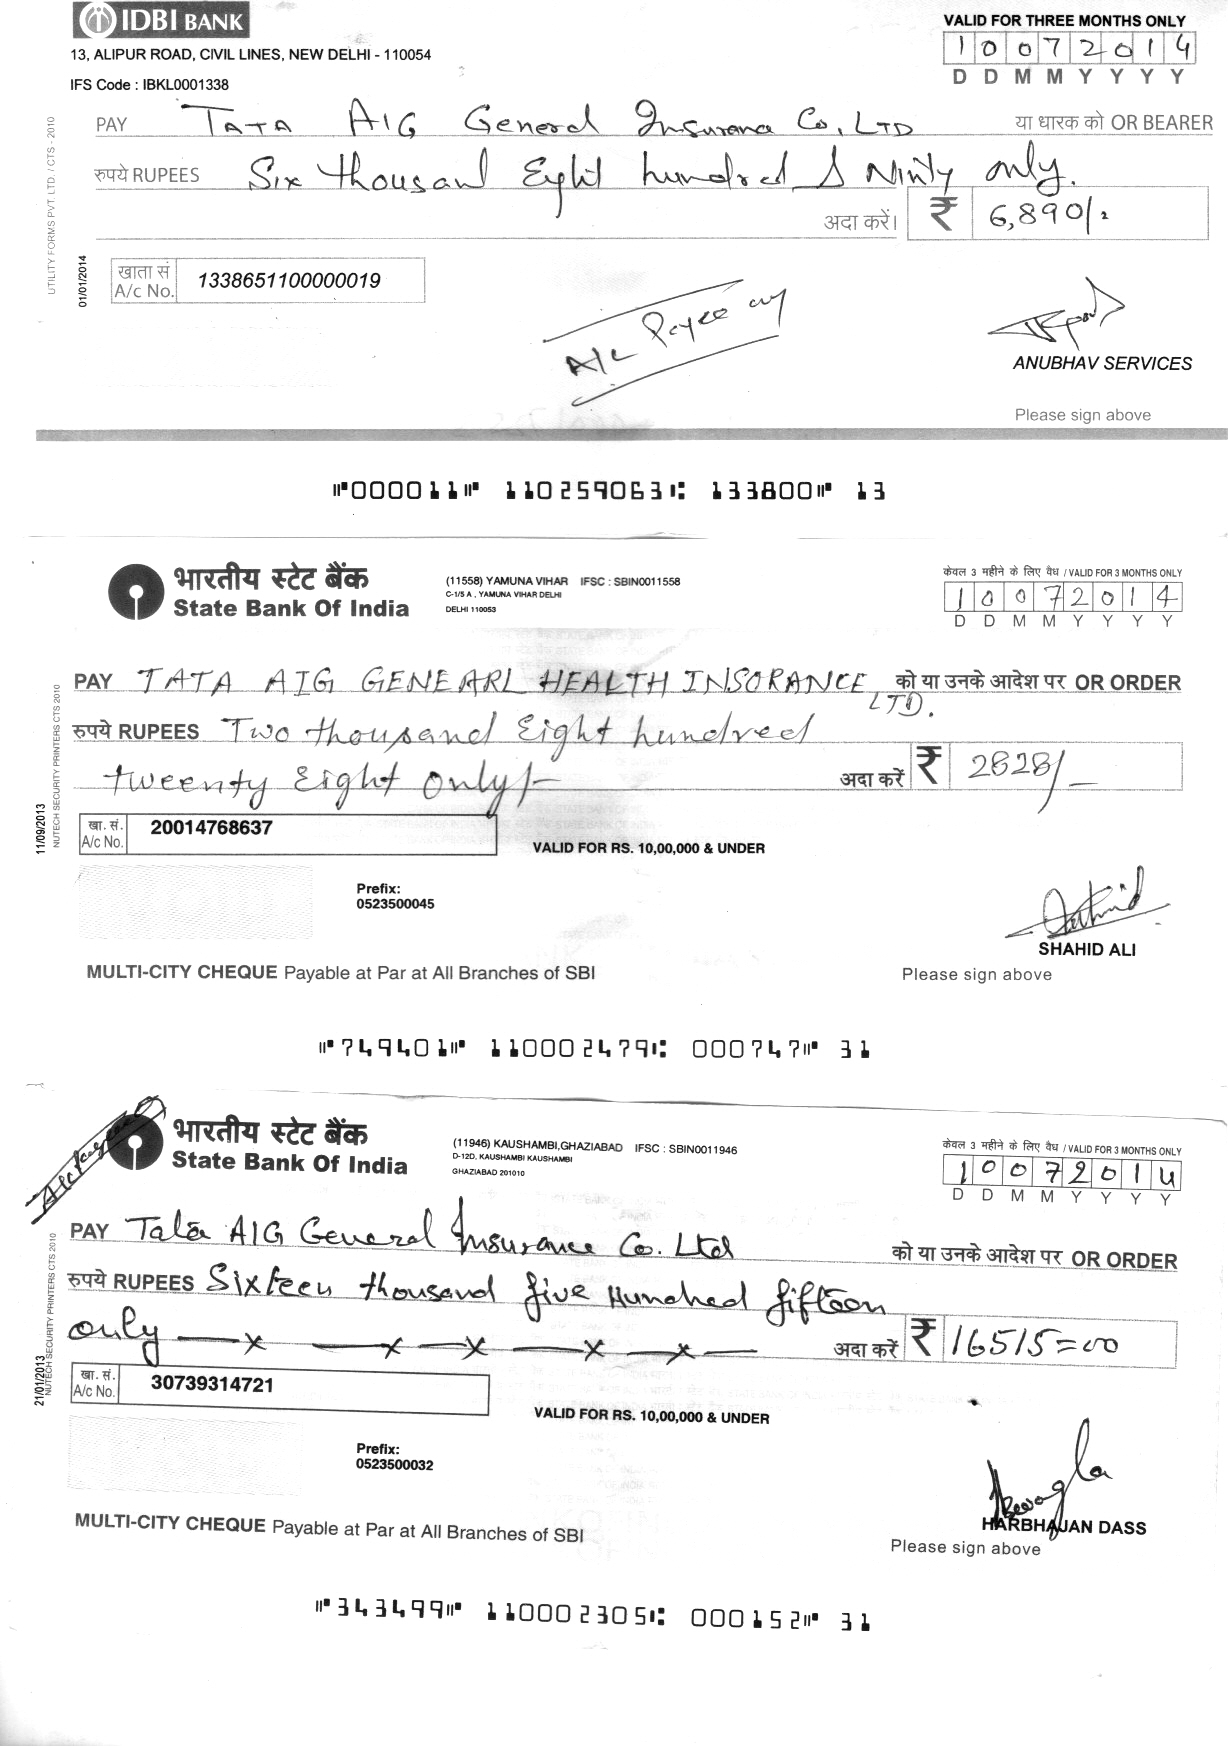 IDBI BANK
13, ALIPUR ROAD, CIVIL LINES, NEW DELHI - 110054
IFS Code : IBKL0001338
VALID FOR THREE MONTHS ONLY
10072014
D D M M Y Y Y Y
PAY TATA AIG General Insurance Co, LTD या धारक को OR BEARER
रुपये RUPEES Six thousand Eight hundred & Ninty only.
अदा करें। ₹ 6,890/-
UTILITY FORMS PVT. LTD. / CTS - 2010
01/01/2014
खाता सं
A/c No. 1338651100000019
A/c Payee only
ANUBHAV SERVICES
Please sign above
⑈000011⑈ 110259063⑆ 133800⑈ 13
भारतीय स्टेट बैंक
State Bank Of India
(11558) YAMUNA VIHAR IFSC : SBIN0011558
C-1/5 A , YAMUNA VIHAR DELHI
DELHI 110053
केवल 3 महीने के लिए वैध / VALID FOR 3 MONTHS ONLY
10072014
D D M M Y Y Y Y
PAY TATA AIG GENEARL HEALTH INSORANCE को या उनके आदेश पर OR ORDER
LTD.
रुपये RUPEES Two thousand Eight hundred
tweenty Eight only/- अदा करें ₹ 2828/-
11/09/2013
NUTECH SECURITY PRINTERS CTS 2010
खा. सं.
A/c No. 20014768637
VALID FOR RS. 10,00,000 & UNDER
Prefix:
0523500045
SHAHID ALI
MULTI-CITY CHEQUE Payable at Par at All Branches of SBI
Please sign above
⑈749401⑈ 110002479⑆ 000747⑈ 31
भारतीय स्टेट बैंक
State Bank Of India
(11946) KAUSHAMBI,GHAZIABAD IFSC : SBIN0011946
D-12D, KAUSHAMBI KAUSHAMBI
GHAZIABAD 201010
केवल 3 महीने के लिए वैध / VALID FOR 3 MONTHS ONLY
10072014
D D M M Y Y Y Y
PAY Tata AIG General Insurance Co. Ltd को या उनके आदेश पर OR ORDER
रुपये RUPEES Sixteen thousand five Hundred fifteen
only —x —x —x —x —x — अदा करें ₹ 16515=00
21/01/2013
NUTECH SECURITY PRINTERS CTS 2010
खा. सं.
A/c No. 30739314721
VALID FOR RS. 10,00,000 & UNDER
Prefix:
0523500032
HARBHAJAN DASS
MULTI-CITY CHEQUE Payable at Par at All Branches of SBI
Please sign above
⑈343499⑈ 110002305⑆ 000152⑈ 31